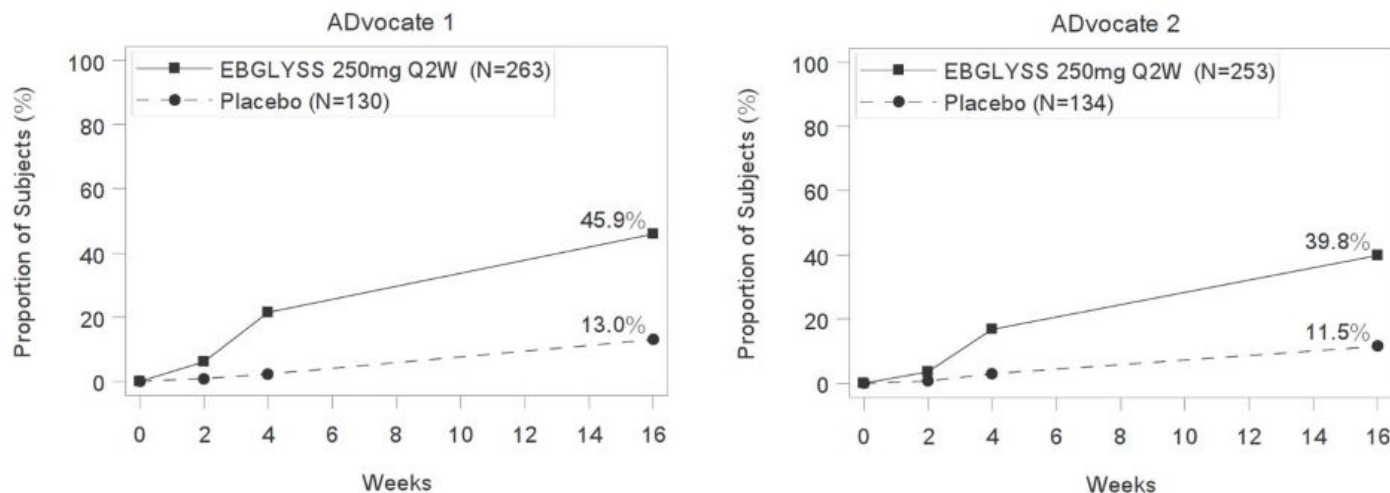 ADvocate 1
EBGLYSS 250mg Q2W (N=263)
Placebo (N=130)
Proportion of Subjects (%)
100
80
60
40
20
0
45.9%
13.0%
0 2 4 6 8 10 12 14 16
Weeks
ADvocate 2
EBGLYSS 250mg Q2W (N=253)
Placebo (N=134)
Proportion of Subjects (%)
100
80
60
40
20
0
39.8%
11.5%
0 2 4 6 8 10 12 14 16
Weeks